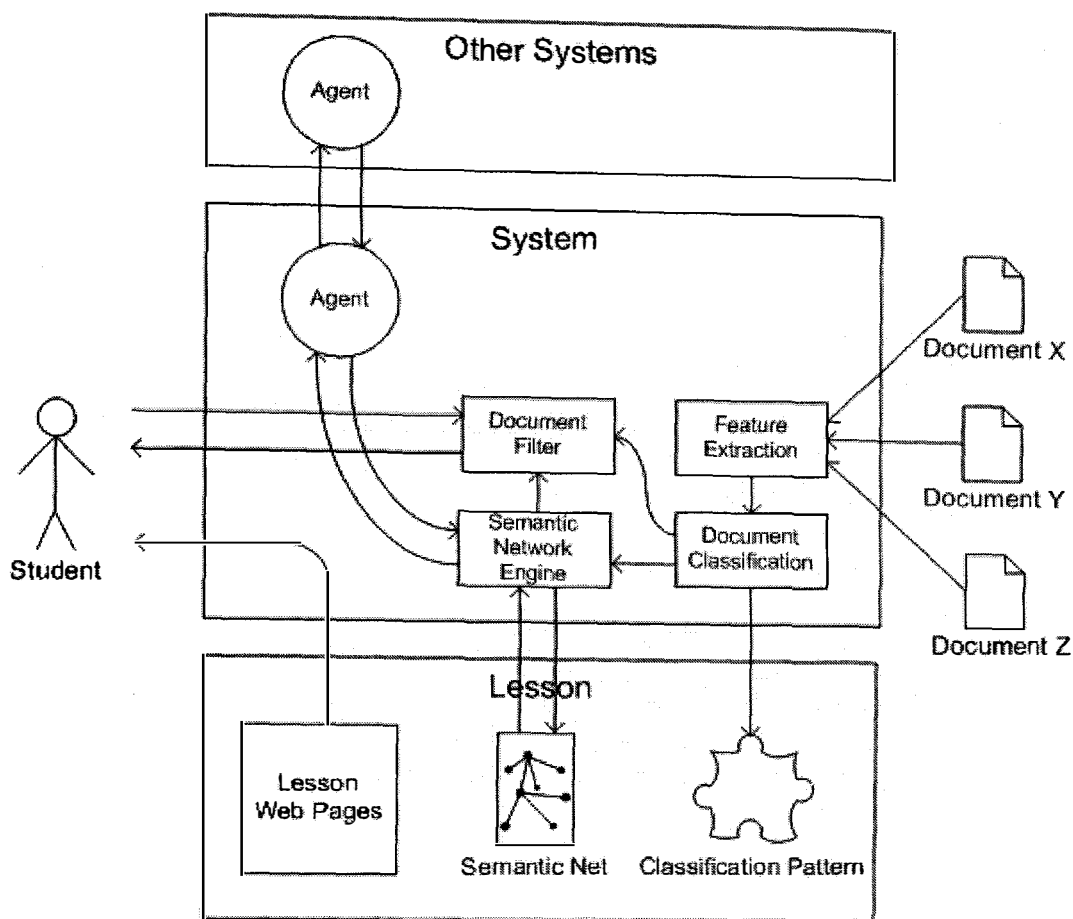 Other Systems
Agent
System
Agent
Document X
Document
Filter
Feature
Extraction
Document Y
Semantic
Network
Engine
Document
Classification
Student
Document Z
Lesson
Lesson
Web Pages
Semantic Net
Classification Pattern